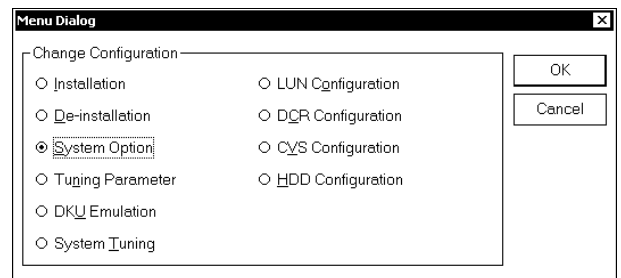 Menu Dialog
Change Configuration
Installation
De-installation
System Option
Tuning Parameter
DKU Emulation
System Tuning
LUN Configuration
DCR Configuration
CVS Configuration
HDD Configuration
OK
Cancel